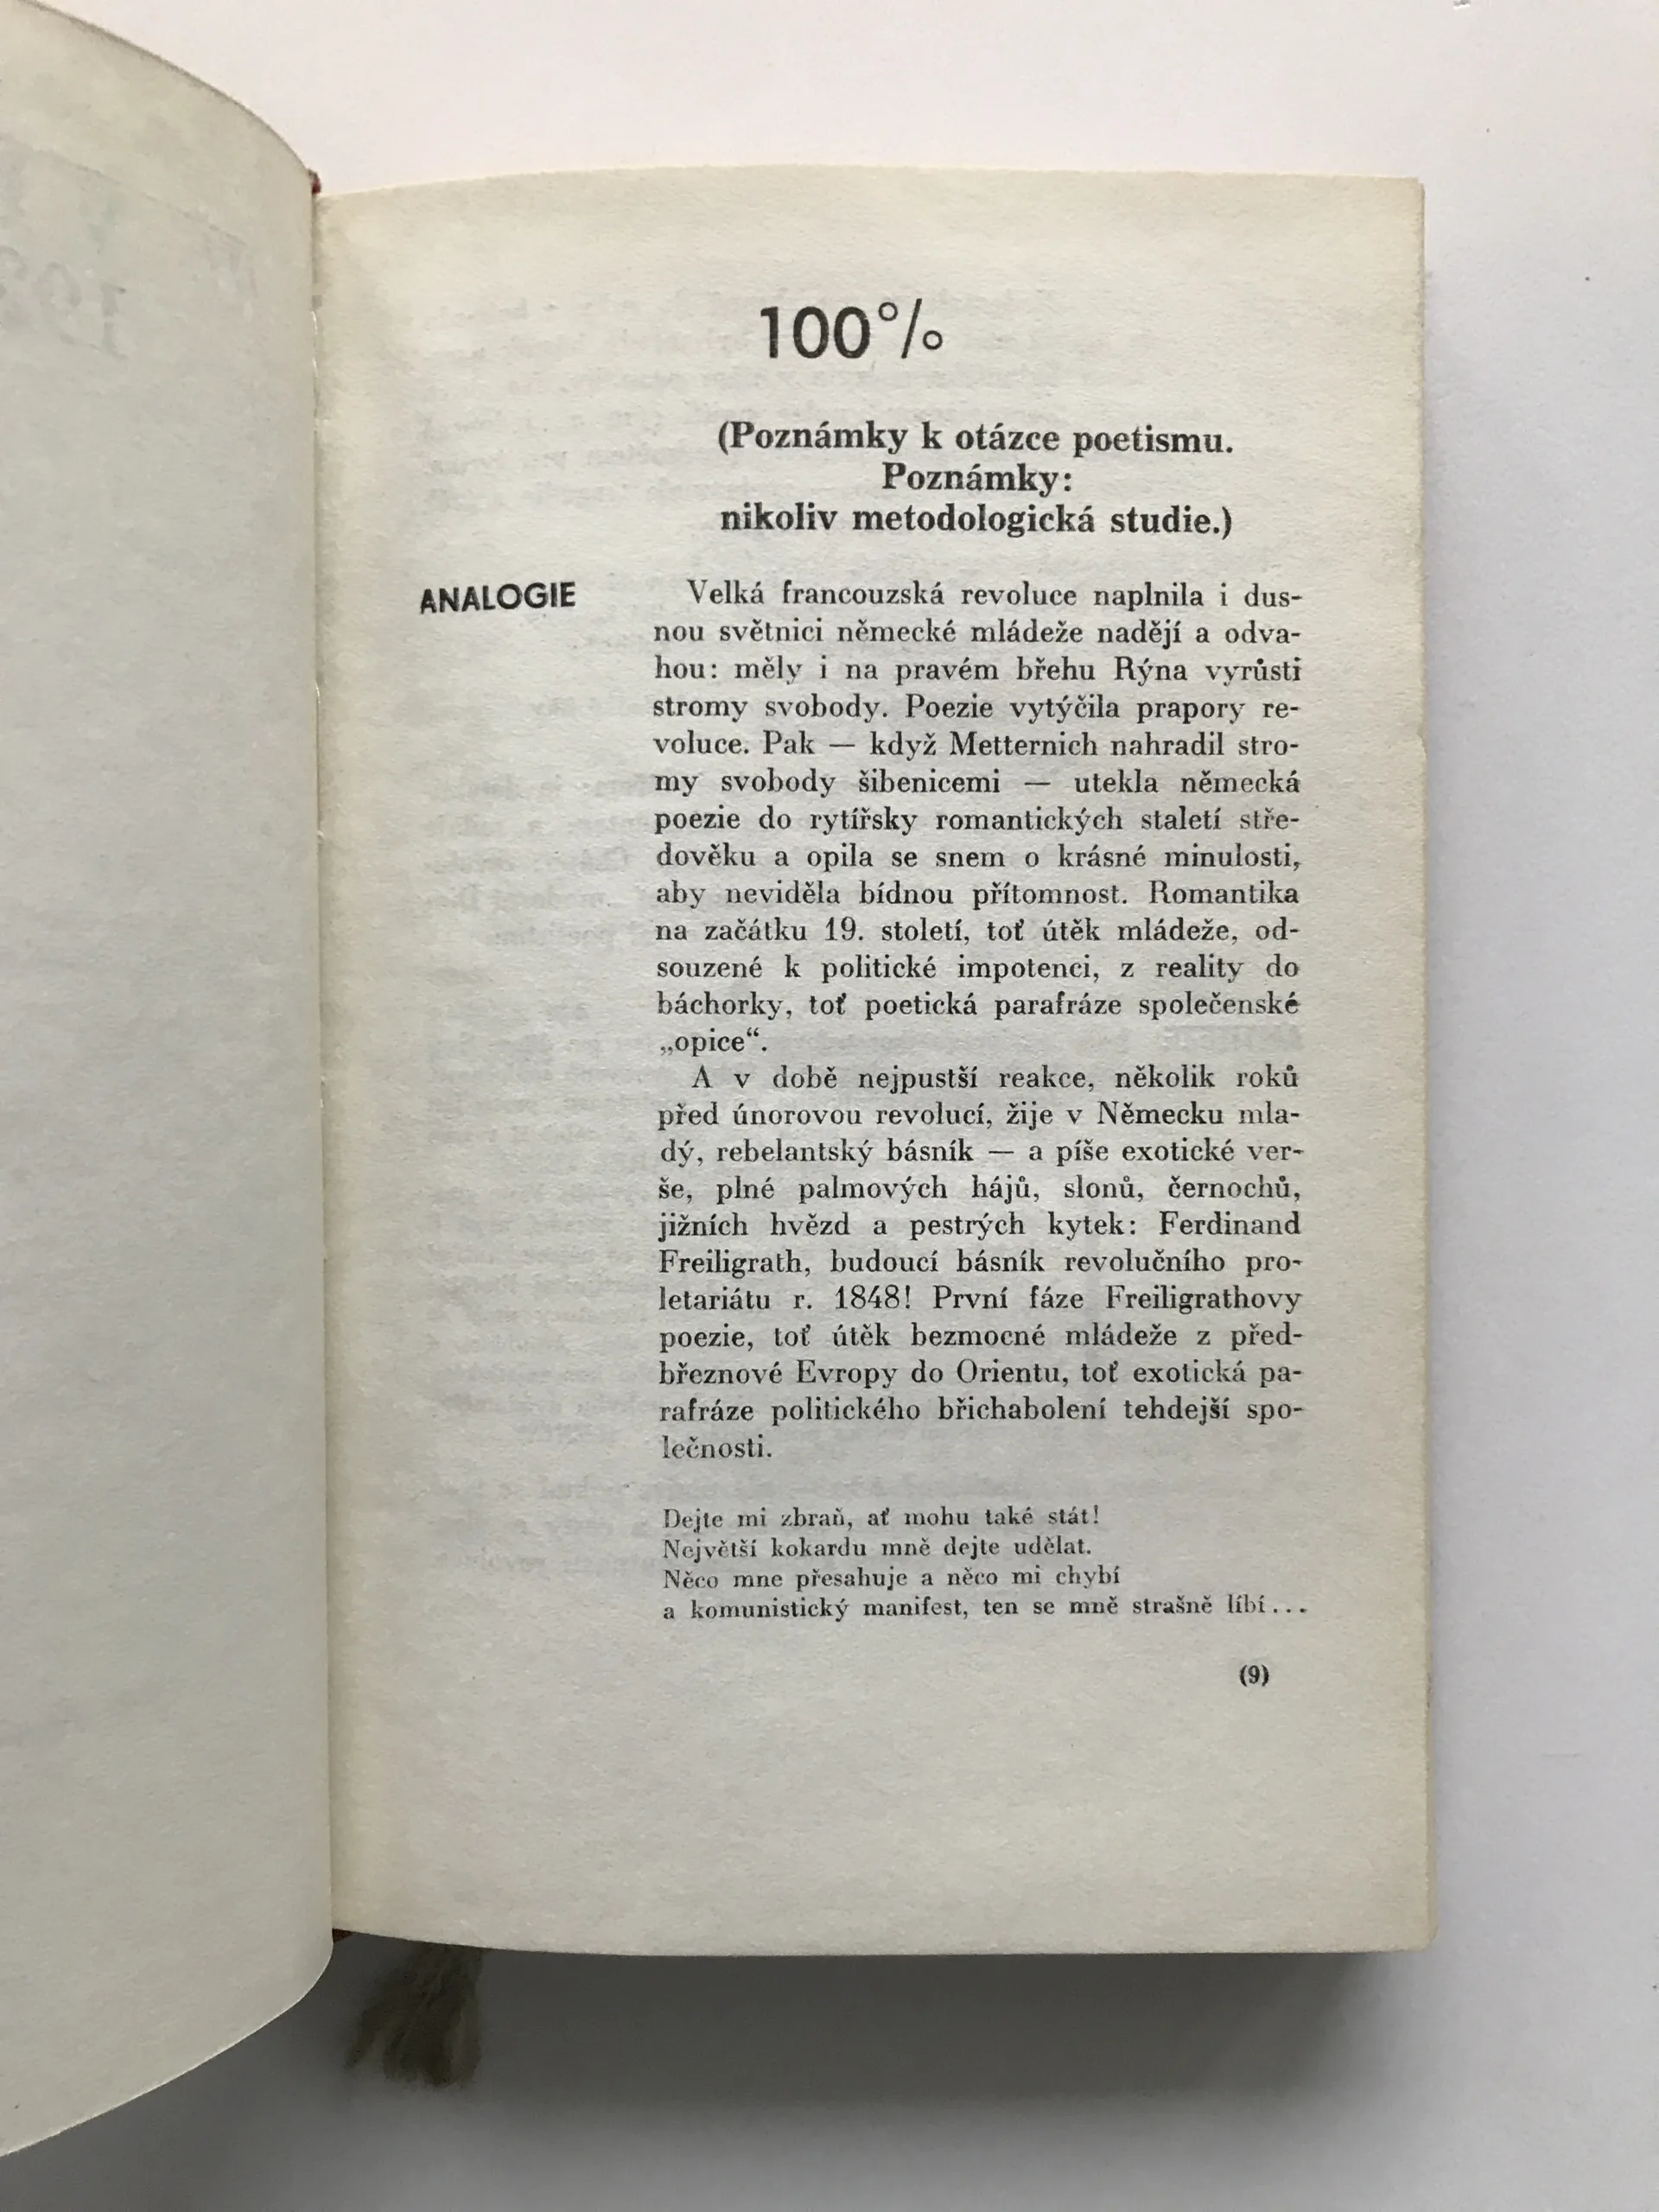 100%
(Poznámky k otázce poetismu.
Poznámky:
nikoliv metodologická studie.)
ANALOGIE
Velká francouzská revoluce naplnila i dus-
nou světnici německé mládeže nadějí a odva-
hou: měly i na pravém břehu Rýna vyrůsti
stromy svobody. Poezie vytýčila prapory re-
voluce. Pak — když Metternich nahradil stro-
my svobody šibenicemi — utekla německá
poezie do rytířsky romantických staletí stře-
dověku a opila se snem o krásné minulosti,
aby neviděla bídnou přítomnost. Romantika
na začátku 19. století, toť útěk mládeže, od-
souzené k politické impotenci, z reality do
báchorky, toť poetická parafráze společenské
„opice“.
A v době nejpustší reakce, několik roků
před únorovou revolucí, žije v Německu mla-
dý, rebelantský básník — a píše exotické ver-
še, plné palmových hájů, slonů, černochů,
jižních hvězd a pestrých kytek: Ferdinand
Freiligrath, budoucí básník revolučního pro-
letariátu r. 1848! První fáze Freiligrathovy
poezie, toť útěk bezmocné mládeže z před-
březnové Evropy do Orientu, toť exotická pa-
rafráze politického břichabolení tehdejší spo-
lečnosti.
Dejte mi zbraň, ať mohu také stát!
Největší kokardu mně dejte udělat.
Něco mne přesahuje a něco mi chybí
a komunistický manifest, ten se mně strašně líbí...
(9)